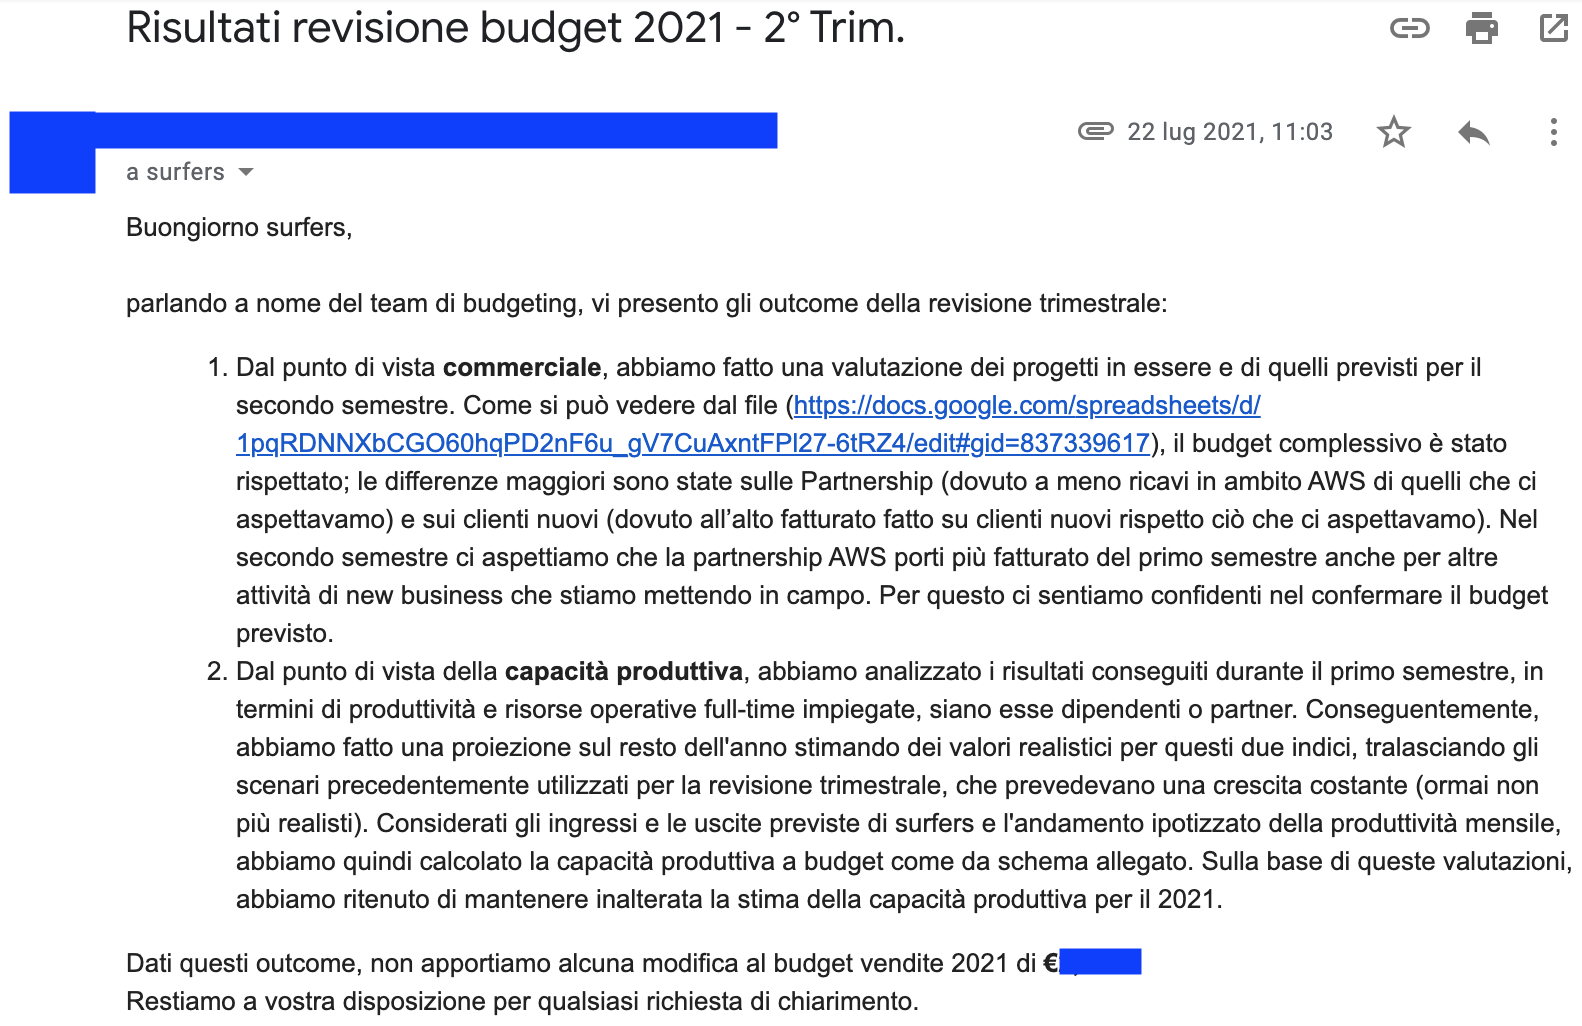 Risultati revisione budget 2021 - 2° Trim.
22 lug 2021, 11:03
a surfers
Buongiorno surfers,
parlando a nome del team di budgeting, vi presento gli outcome della revisione trimestrale:
1. Dal punto di vista commerciale, abbiamo fatto una valutazione dei progetti in essere e di quelli previsti per il
secondo semestre. Come si può vedere dal file (https://docs.google.com/spreadsheets/d/
1pqRDNNXbCGO60hqPD2nF6u_gV7CuAxntFPl27-6tRZ4/edit#gid=837339617), il budget complessivo è stato
rispettato; le differenze maggiori sono state sulle Partnership (dovuto a meno ricavi in ambito AWS di quelli che ci
aspettavamo) e sui clienti nuovi (dovuto all’alto fatturato fatto su clienti nuovi rispetto ciò che ci aspettavamo). Nel
secondo semestre ci aspettiamo che la partnership AWS porti più fatturato del primo semestre anche per altre
attività di new business che stiamo mettendo in campo. Per questo ci sentiamo confidenti nel confermare il budget
previsto.
2. Dal punto di vista della capacità produttiva, abbiamo analizzato i risultati conseguiti durante il primo semestre, in
termini di produttività e risorse operative full-time impiegate, siano esse dipendenti o partner. Conseguentemente,
abbiamo fatto una proiezione sul resto dell'anno stimando dei valori realistici per questi due indici, tralasciando gli
scenari precedentemente utilizzati per la revisione trimestrale, che prevedevano una crescita costante (ormai non
più realisti). Considerati gli ingressi e le uscite previste di surfers e l'andamento ipotizzato della produttività mensile,
abbiamo quindi calcolato la capacità produttiva a budget come da schema allegato. Sulla base di queste valutazioni,
abbiamo ritenuto di mantenere inalterata la stima della capacità produttiva per il 2021.
Dati questi outcome, non apportiamo alcuna modifica al budget vendite 2021 di €
Restiamo a vostra disposizione per qualsiasi richiesta di chiarimento.